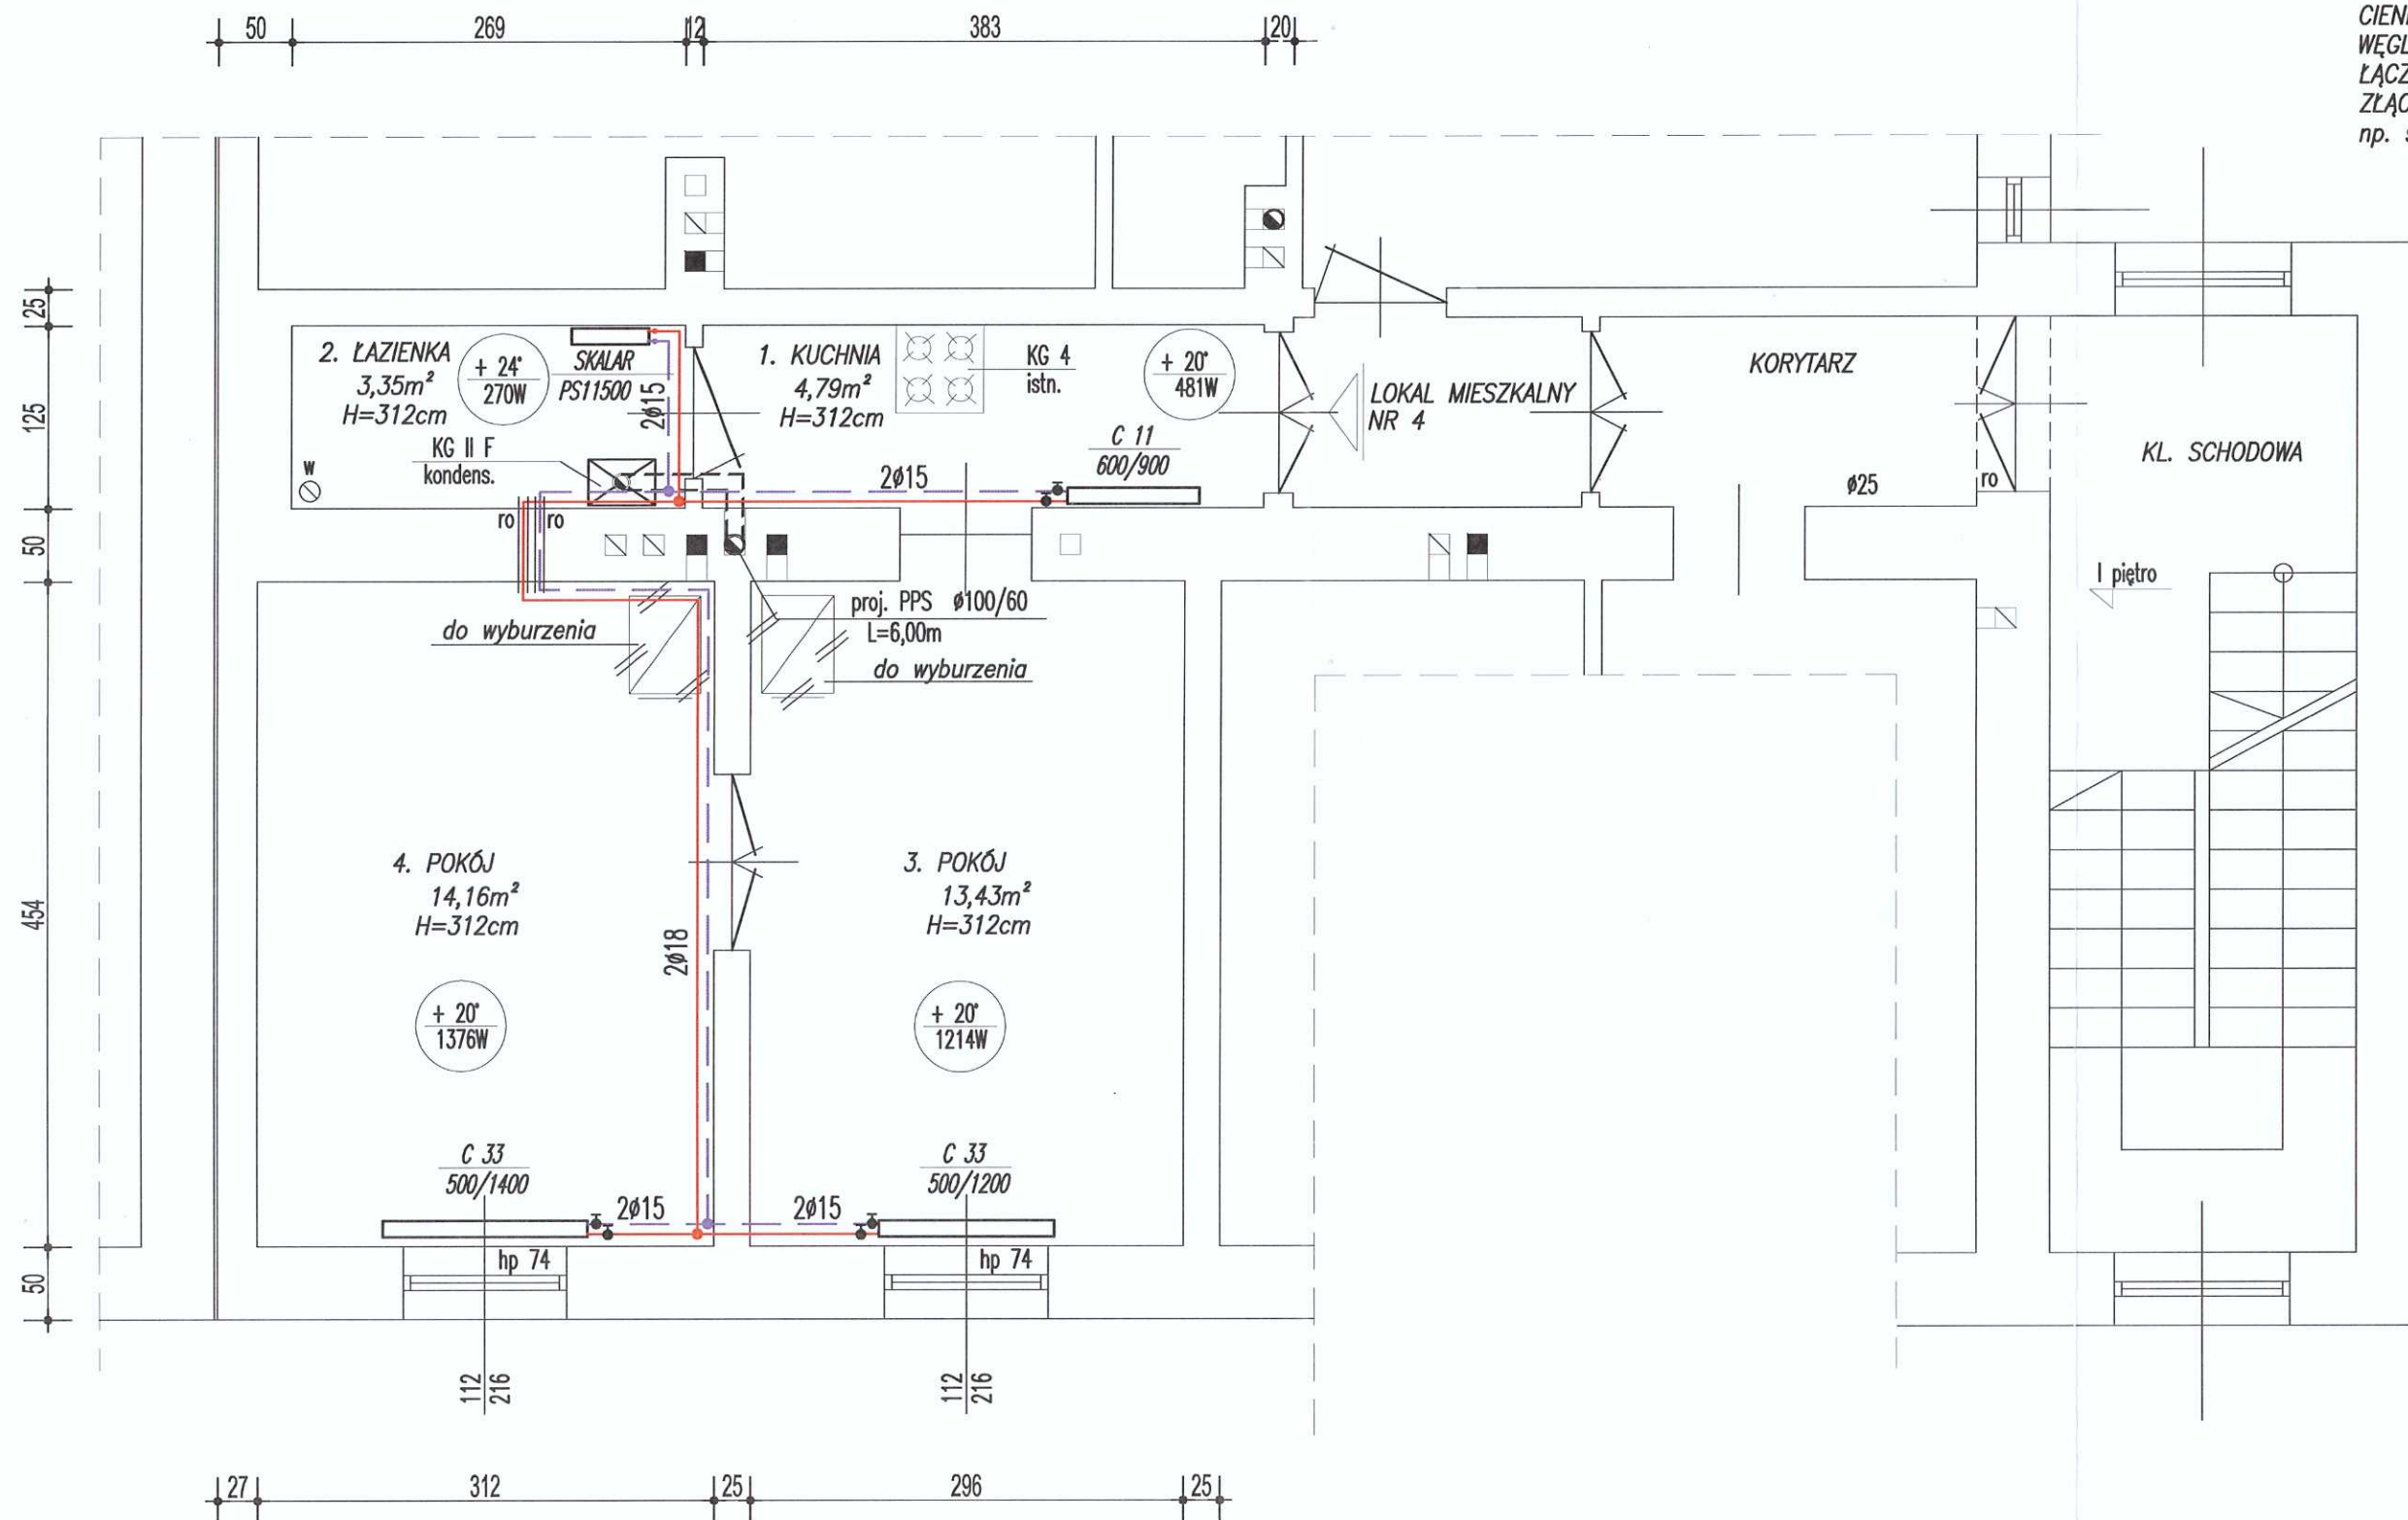 50
269
12
383
20
25
125
50
454
50
2. ŁAZIENKA
3,35m²
H=312cm
+ 24°
270W
SKALAR
PS11500
2ø15
KG II F
kondens.
w
ro
ro
1. KUCHNIA
4,79m²
H=312cm
KG 4
istn.
+ 20°
481W
C 11
600/900
2ø15
LOKAL MIESZKALNY
NR 4
KORYTARZ
ø25
ro
KL. SCHODOWA
I piętro
do wyburzenia
proj. PPS ø100/60
L=6,00m
do wyburzenia
4. POKÓJ
14,16m²
H=312cm
+ 20°
1376W
2ø18
3. POKÓJ
13,43m²
H=312cm
+ 20°
1214W
C 33
500/1400
2ø15
2ø15
C 33
500/1200
hp 74
hp 74
112
216
112
216
27
312
25
296
25
np.